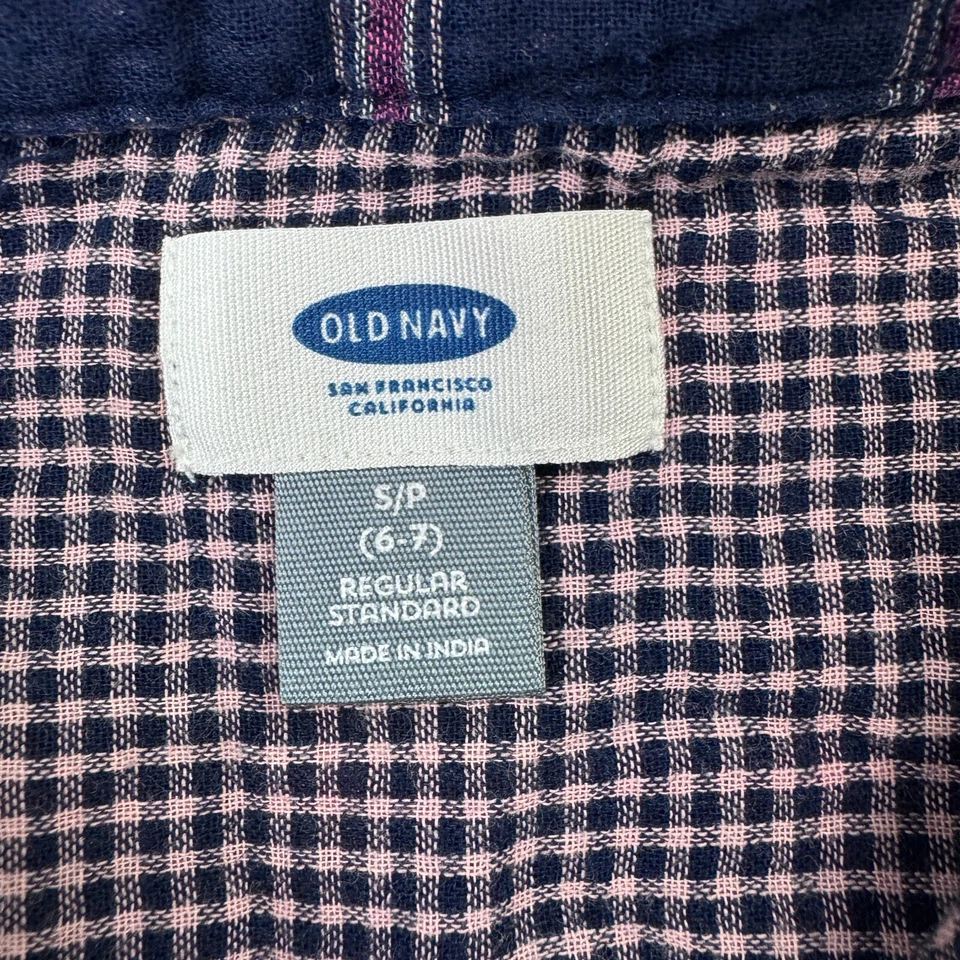 OLD NAVY
SAN FRANCISCO
CALIFORNIA
S/P
(6-7)
REGULAR
STANDARD
MADE IN INDIA